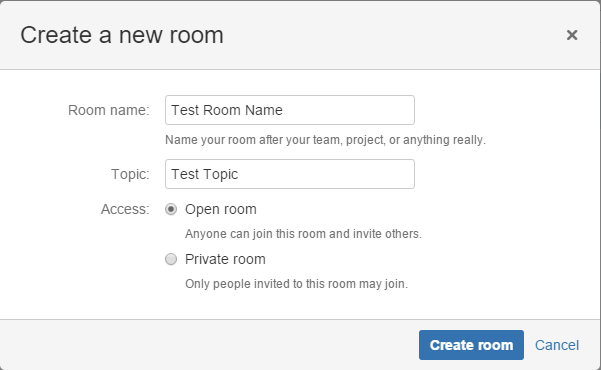 Create a new room ×
Room name: Test Room Name
Name your room after your team, project, or anything really.
Topic: Test Topic
Access: Open room
Anyone can join this room and invite others.
Private room
Only people invited to this room may join.
Create room Cancel